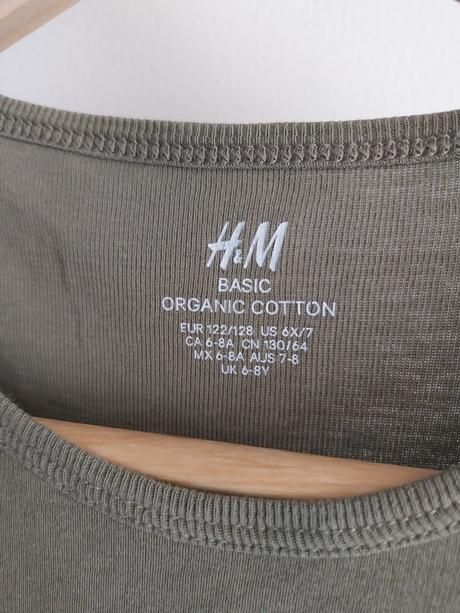 H&M
BASIC
ORGANIC COTTON
EUR 122/128 US 6X/7
CA 6-8A CN 130/64
MX 6-8A AUS 7-8
UK 6-8Y